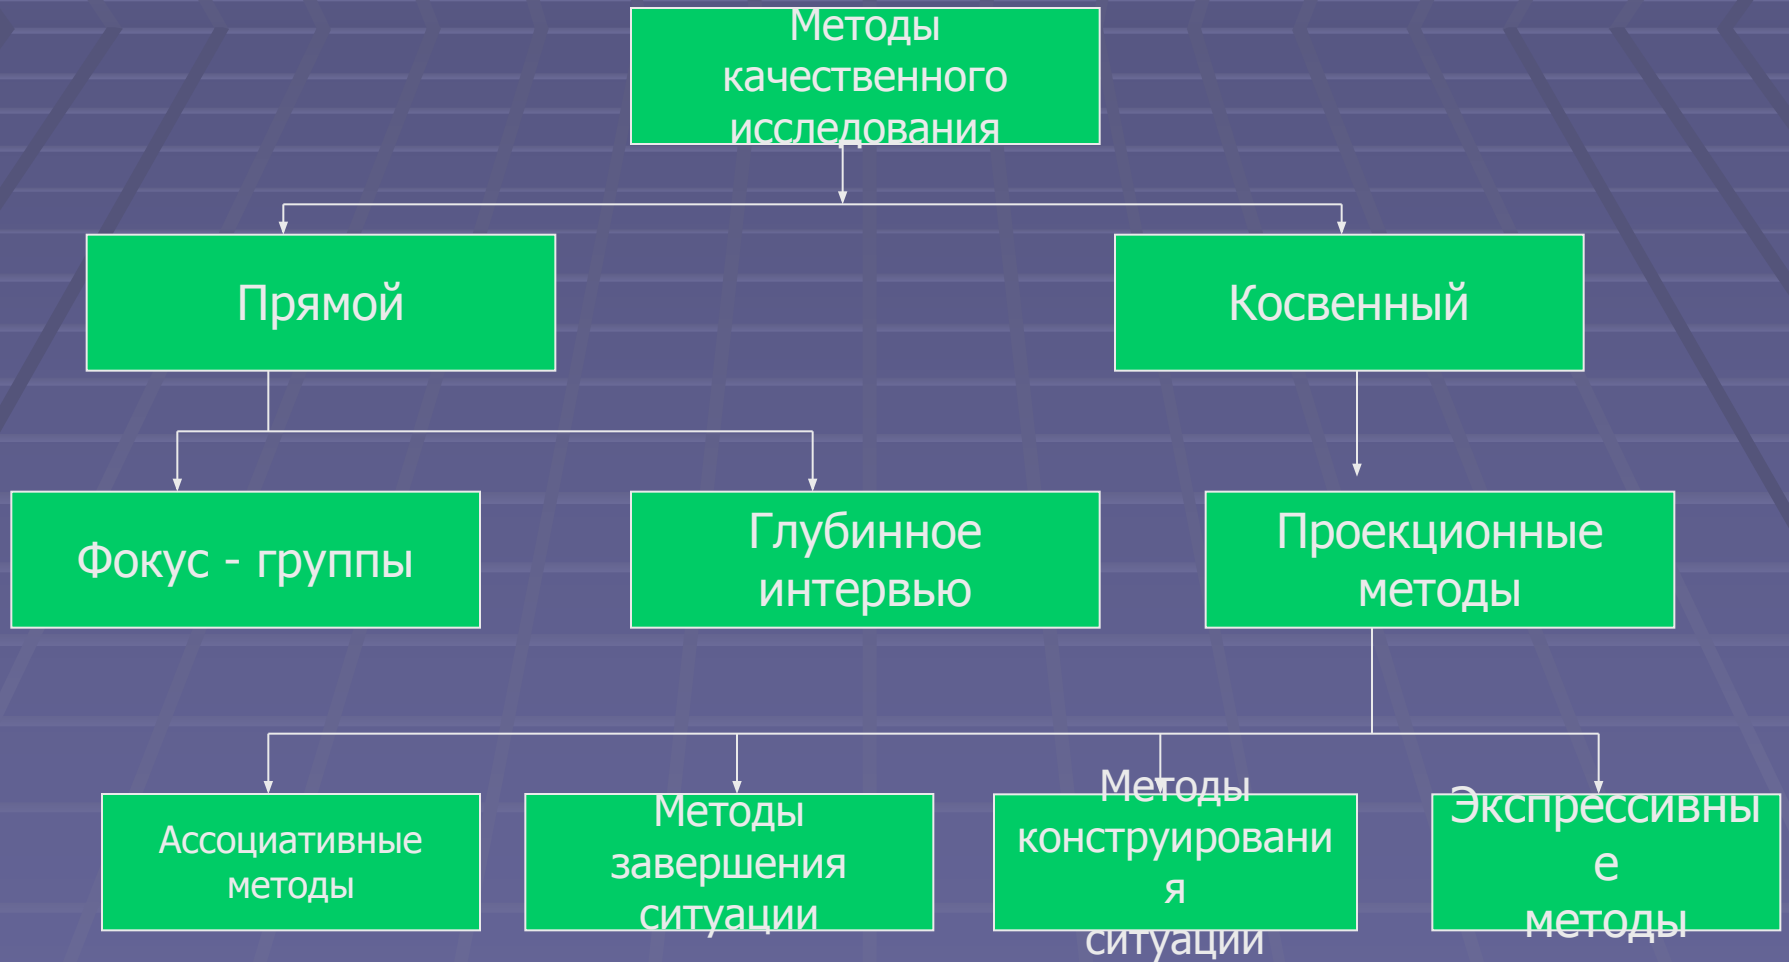 Методы
качественного
исследования
Прямой
Косвенный
Фокус - группы
Глубинное
интервью
Проекционные
методы
Ассоциативные
методы
Методы
завершения
ситуации
Методы
конструировани
я
ситуации
Экспрессивны
е
методы